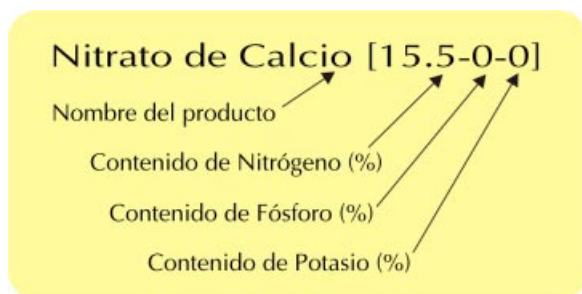 Nitrato de Calcio [15.5-0-0]
Nombre del producto
Contenido de Nitrógeno (%)
Contenido de Fósforo (%)
Contenido de Potasio (%)